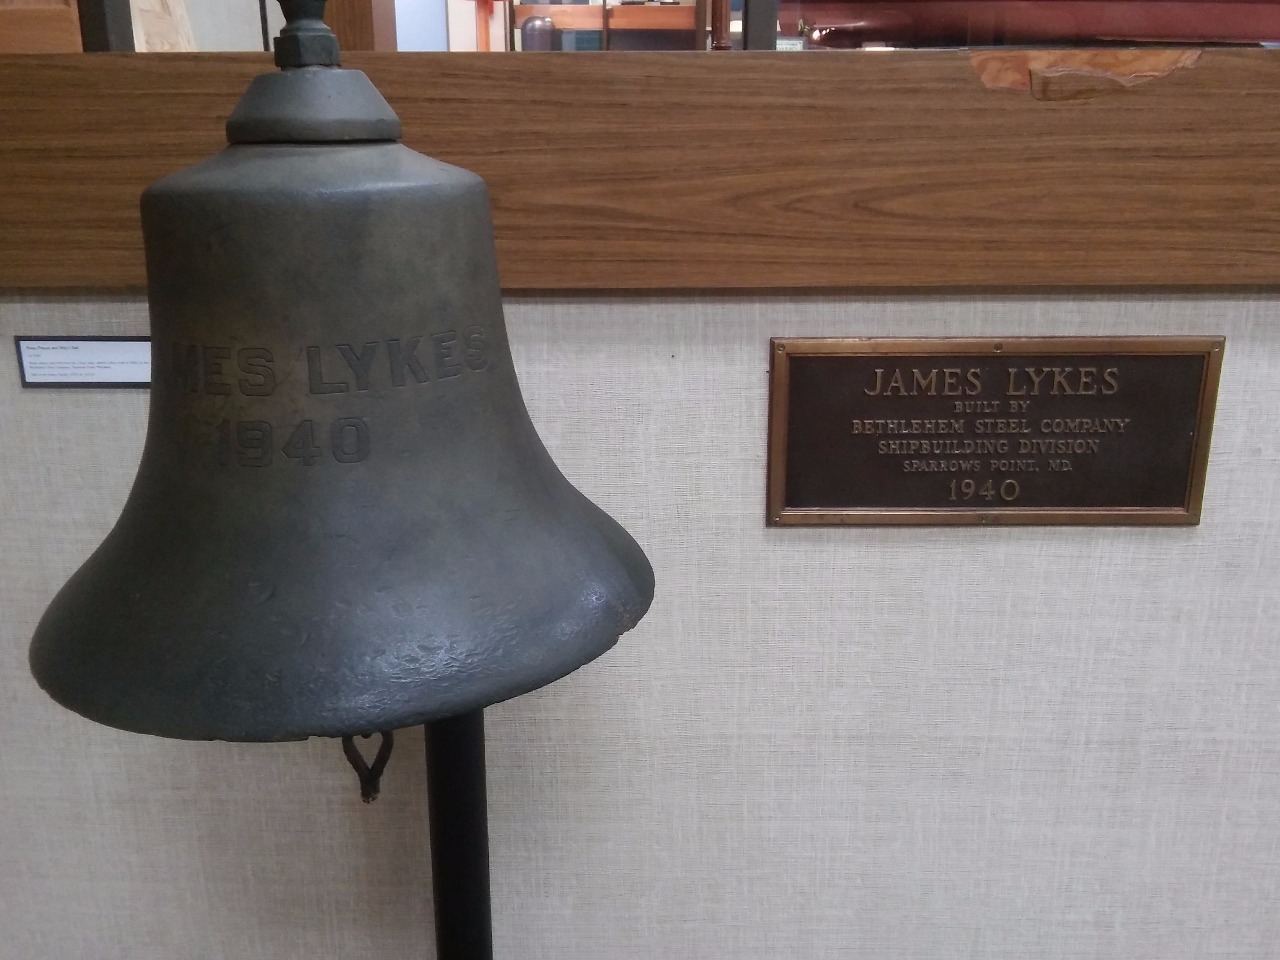 MES LYKES
1940
JAMES LYKES
BUILT BY
BETHLEHEM STEEL COMPANY
SHIPBUILDING DIVISION
SPARROWS POINT, MD.
1940